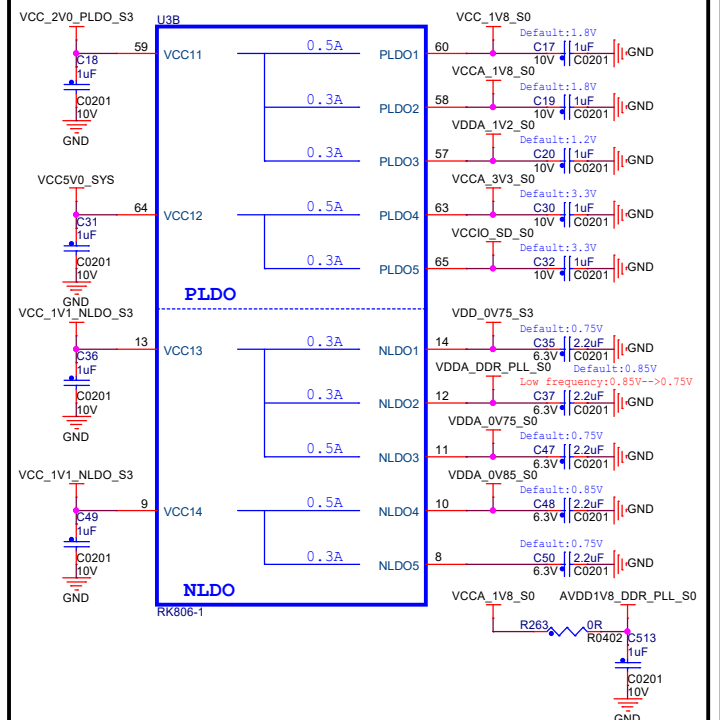 VCC_2V0_PLDO_S3
U3B
VCC_1V8_S0
Default:1.8V
59
VCC11
0.5A
PLDO1
60
C17
1uF
GND
10V
C0201
C18
1uF
C0201
10V
GND
VCCA_1V8_S0
Default:1.8V
0.3A
PLDO2
58
C19
1uF
GND
10V
C0201
VDDA_1V2_S0
Default:1.2V
0.3A
PLDO3
57
C20
1uF
GND
10V
C0201
VCC5V0_SYS
VCCA_3V3_S0
Default:3.3V
64
VCC12
0.5A
PLDO4
63
C30
1uF
GND
10V
C0201
C31
1uF
C0201
10V
GND
VCCIO_SD_S0
Default:3.3V
0.3A
PLDO5
65
C32
1uF
GND
10V
C0201
PLDO
VCC_1V1_NLDO_S3
VDD_0V75_S3
Default:0.75V
13
VCC13
0.3A
NLDO1
14
C35
2.2uF
GND
6.3V
C0201
C36
1uF
C0201
10V
GND
VDDA_DDR_PLL_S0
Default:0.85V
Low frequency:0.85V-->0.75V
0.3A
NLDO2
12
C37
2.2uF
GND
6.3V
C0201
VDDA_0V75_S0
Default:0.75V
0.5A
NLDO3
11
C47
2.2uF
GND
6.3V
C0201
VCC_1V1_NLDO_S3
VDDA_0V85_S0
Default:0.85V
9
VCC14
0.5A
NLDO4
10
C48
2.2uF
GND
6.3V
C0201
C49
1uF
C0201
10V
GND
Default:0.75V
0.3A
NLDO5
8
C50
2.2uF
GND
6.3V
C0201
NLDO
RK806-1
VCCA_1V8_S0
AVDD1V8_DDR_PLL_S0
R263
0R
R0402
C513
1uF
C0201
10V
GND